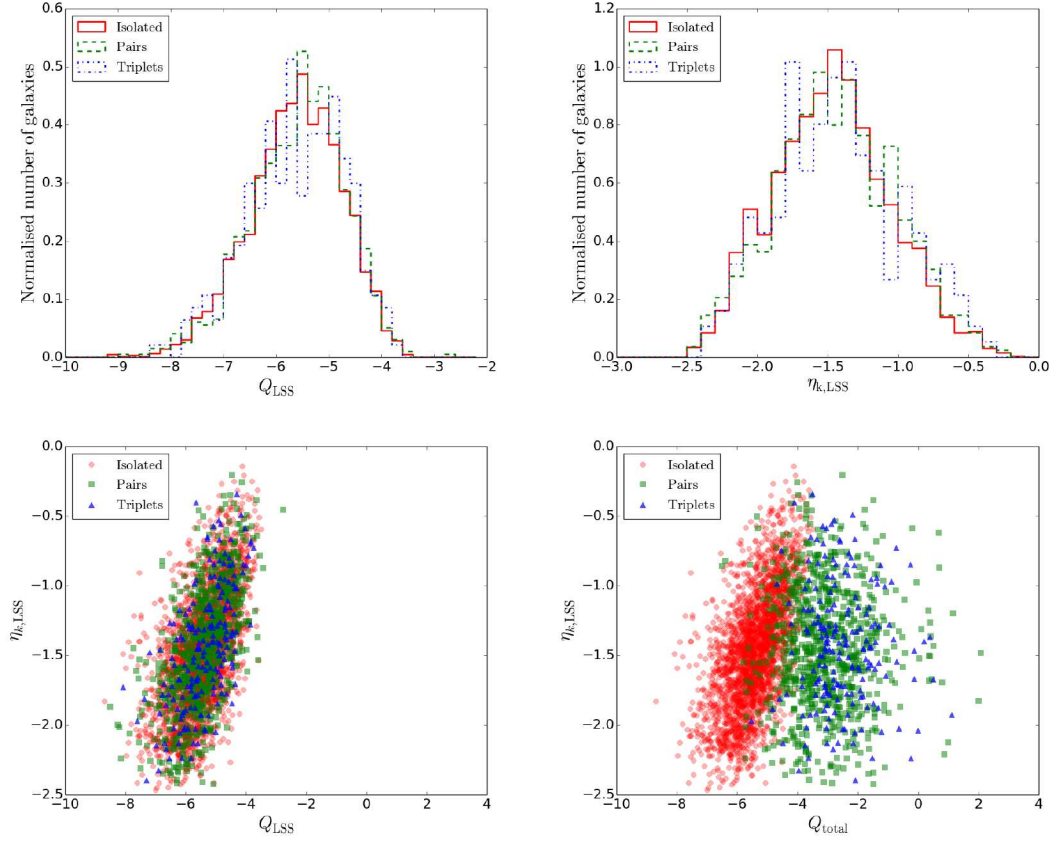 Isolated
Pairs
Triplets
Normalised number of galaxies
0.6
0.5
0.4
0.3
0.2
0.1
0.0
−10 −9 −8 −7 −6 −5 −4 −3 −2
Q_LSS
Isolated
Pairs
Triplets
Normalised number of galaxies
1.2
1.0
0.8
0.6
0.4
0.2
0.0
−3.0 −2.5 −2.0 −1.5 −1.0 −0.5 0.0
η_k,LSS
Isolated
Pairs
Triplets
η_k,LSS
0.0
−0.5
−1.0
−1.5
−2.0
−2.5
−10 −8 −6 −4 −2 0 2 4
Q_LSS
Isolated
Pairs
Triplets
η_k,LSS
0.0
−0.5
−1.0
−1.5
−2.0
−2.5
−10 −8 −6 −4 −2 0 2 4
Q_total